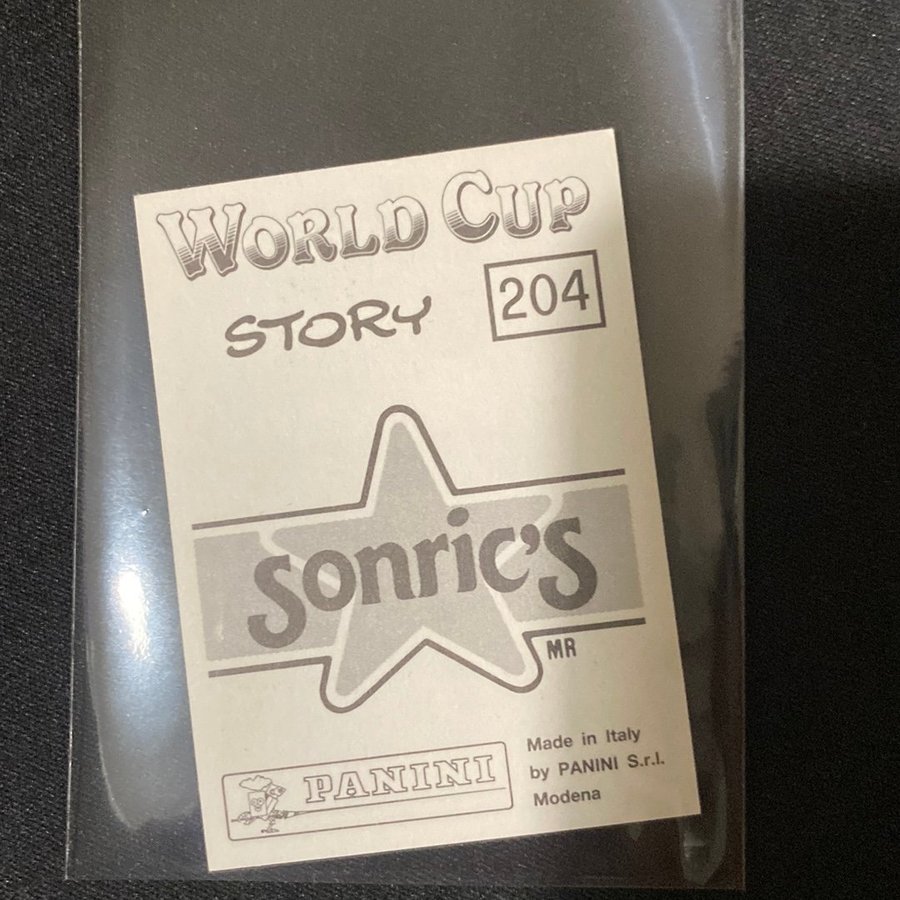 WORLD CUP
STORY
204
sonric's
MR
PANINI
Made in Italy
by PANINI S.r.l.
Modena